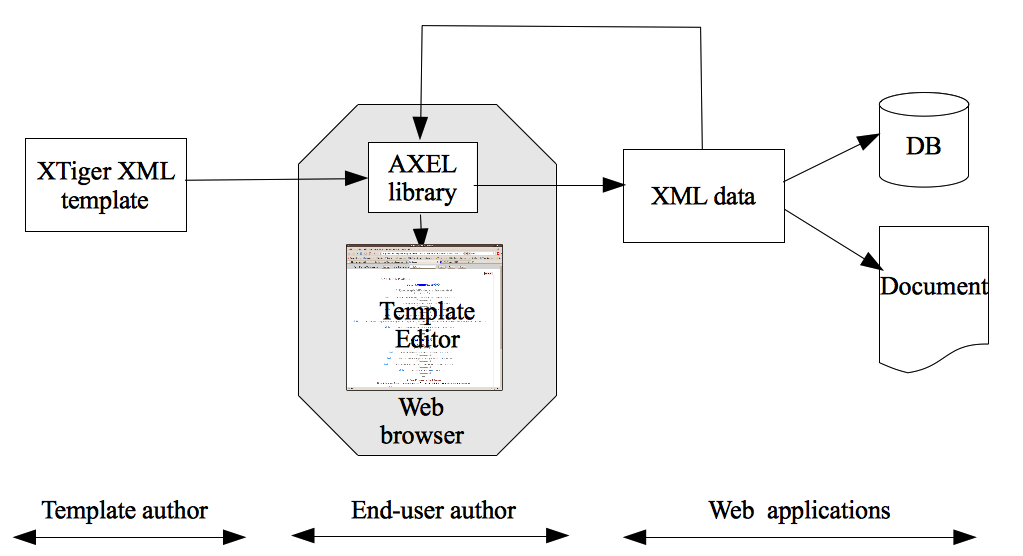 XTiger XML
template
AXEL
library
Template
Editor
Web
browser
XML data
DB
Document
Template author
End-user author
Web applications